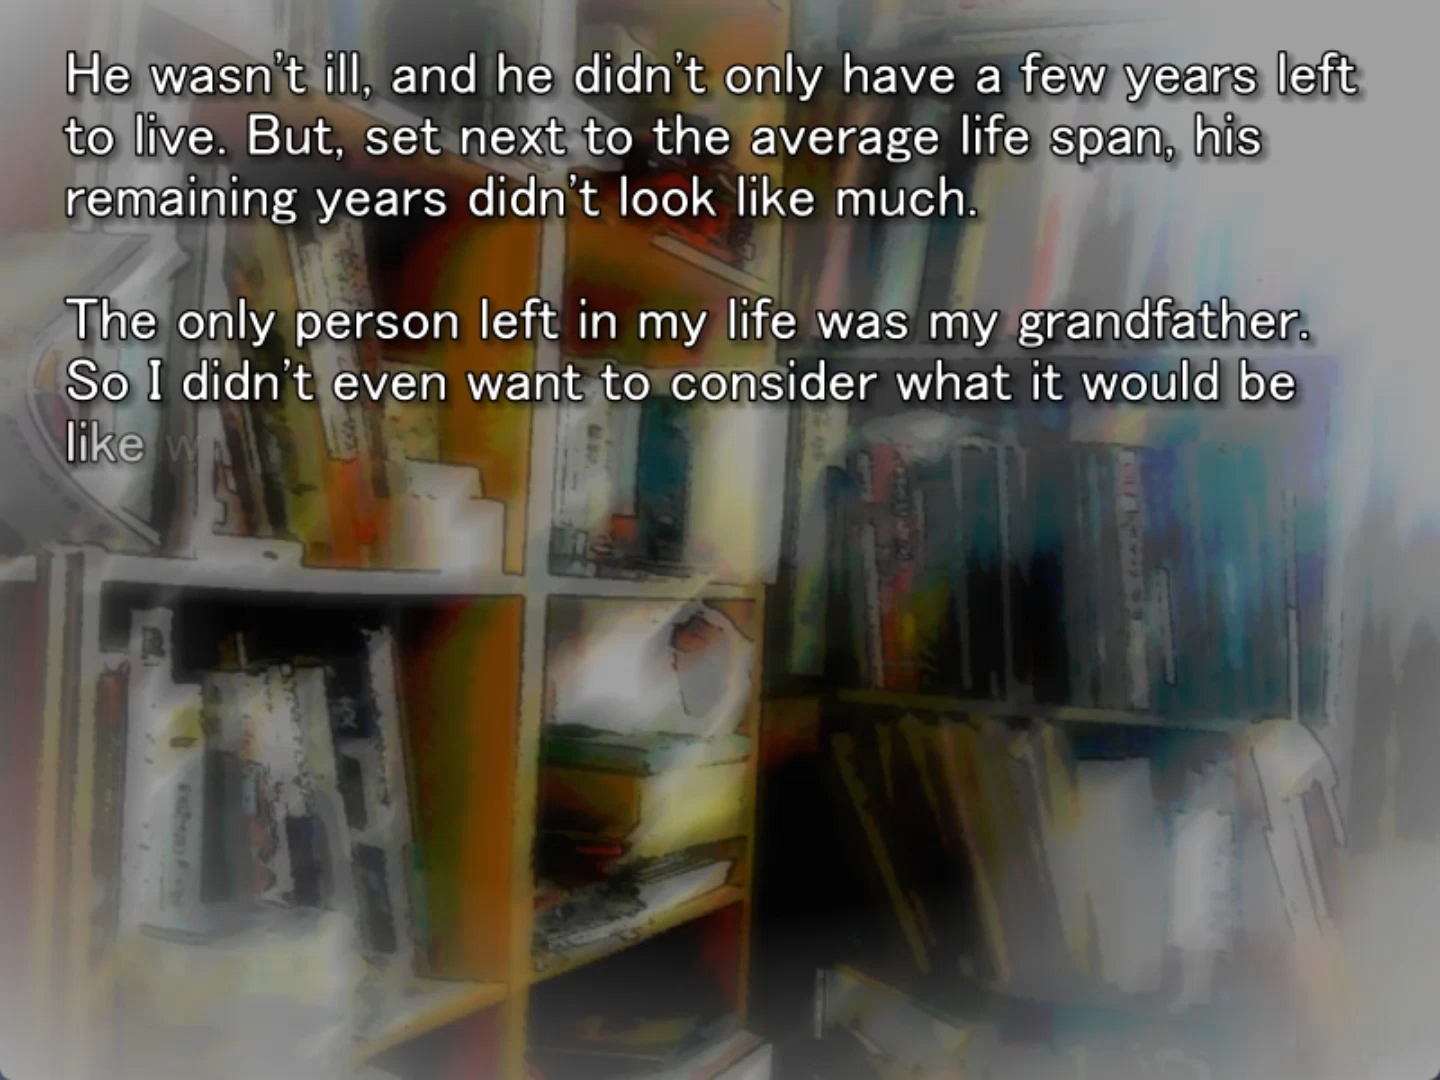 He wasn't ill, and he didn't only have a few years left
to live. But, set next to the average life span, his
remaining years didn't look like much.
The only person left in my life was my grandfather.
So I didn't even want to consider what it would be
like w